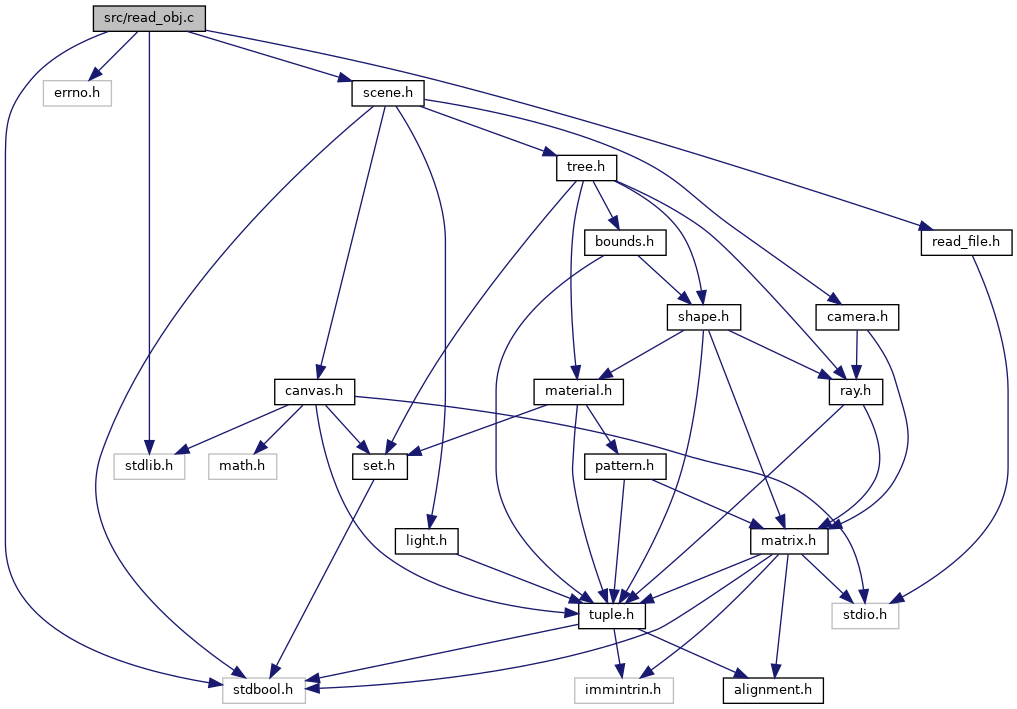 src/read_obj.c
errno.h
scene.h
tree.h
bounds.h
read_file.h
shape.h
camera.h
canvas.h
material.h
ray.h
stdlib.h
math.h
set.h
pattern.h
light.h
matrix.h
tuple.h
stdio.h
stdbool.h
immintrin.h
alignment.h